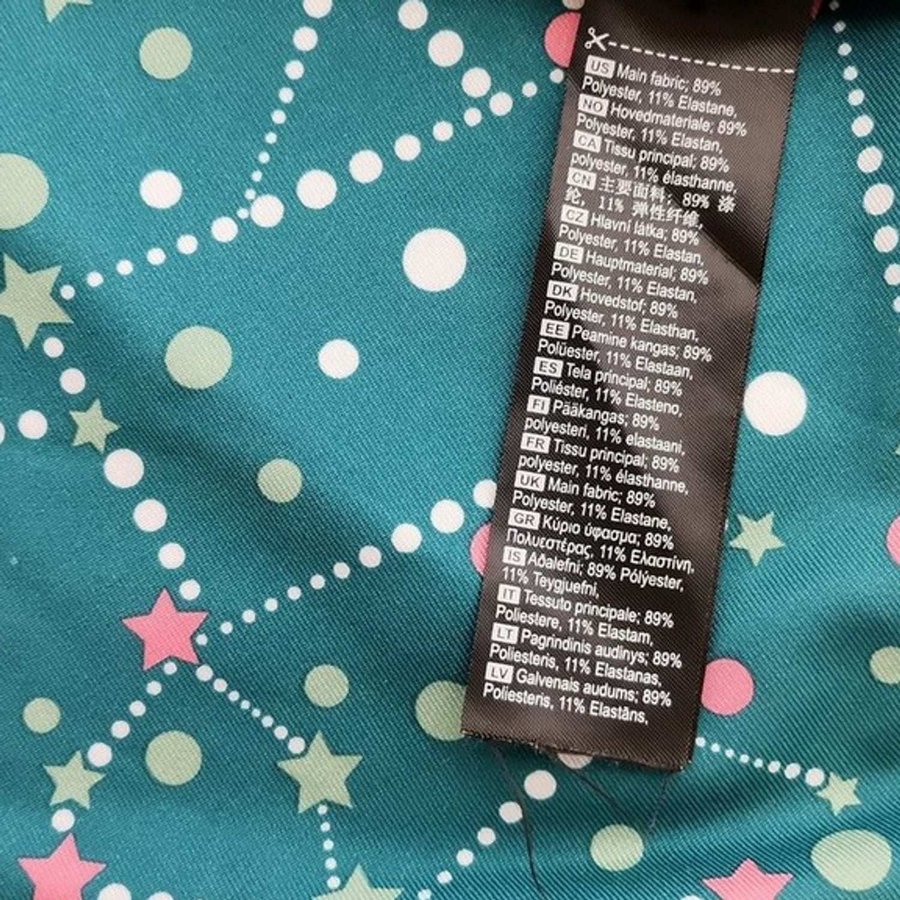 US Main fabric; 89%
Polyester, 11% Elastane,
NO Hovedmateriale; 89%
Polyester, 11% Elastan,
CA Tissu principal; 89%
polyester, 11% élasthanne,
CN 主要面料; 89% 涤
纶, 11% 弹性纤维,
CZ Hlavní látka; 89%
Polyester, 11% Elastan,
DE Hauptmaterial; 89%
Polyester, 11% Elastan,
DK Hovedstof; 89%
Polyester, 11% Elasthan,
EE Peamine kangas; 89%
Polüester, 11% Elastaan,
ES Tela principal; 89%
Poliéster, 11% Elasteno,
FI Pääkangas; 89%
polyesteri, 11% elastaani,
FR Tissu principal; 89%
polyester, 11% élasthanne,
UK Main fabric; 89%
Polyester, 11% Elastane,
GR Κύριο ύφασμα; 89%
Πολυεστέρας, 11% Ελαστίνη,
IS Aðalefni; 89% Pólýester,
11% Teygjuefni,
IT Tessuto principale; 89%
Poliestere, 11% Elastam,
LT Pagrindinis audinys; 89%
Poliesteris, 11% Elastanas,
LV Galvenais audums; 89%
Poliesteris, 11% Elastāns,